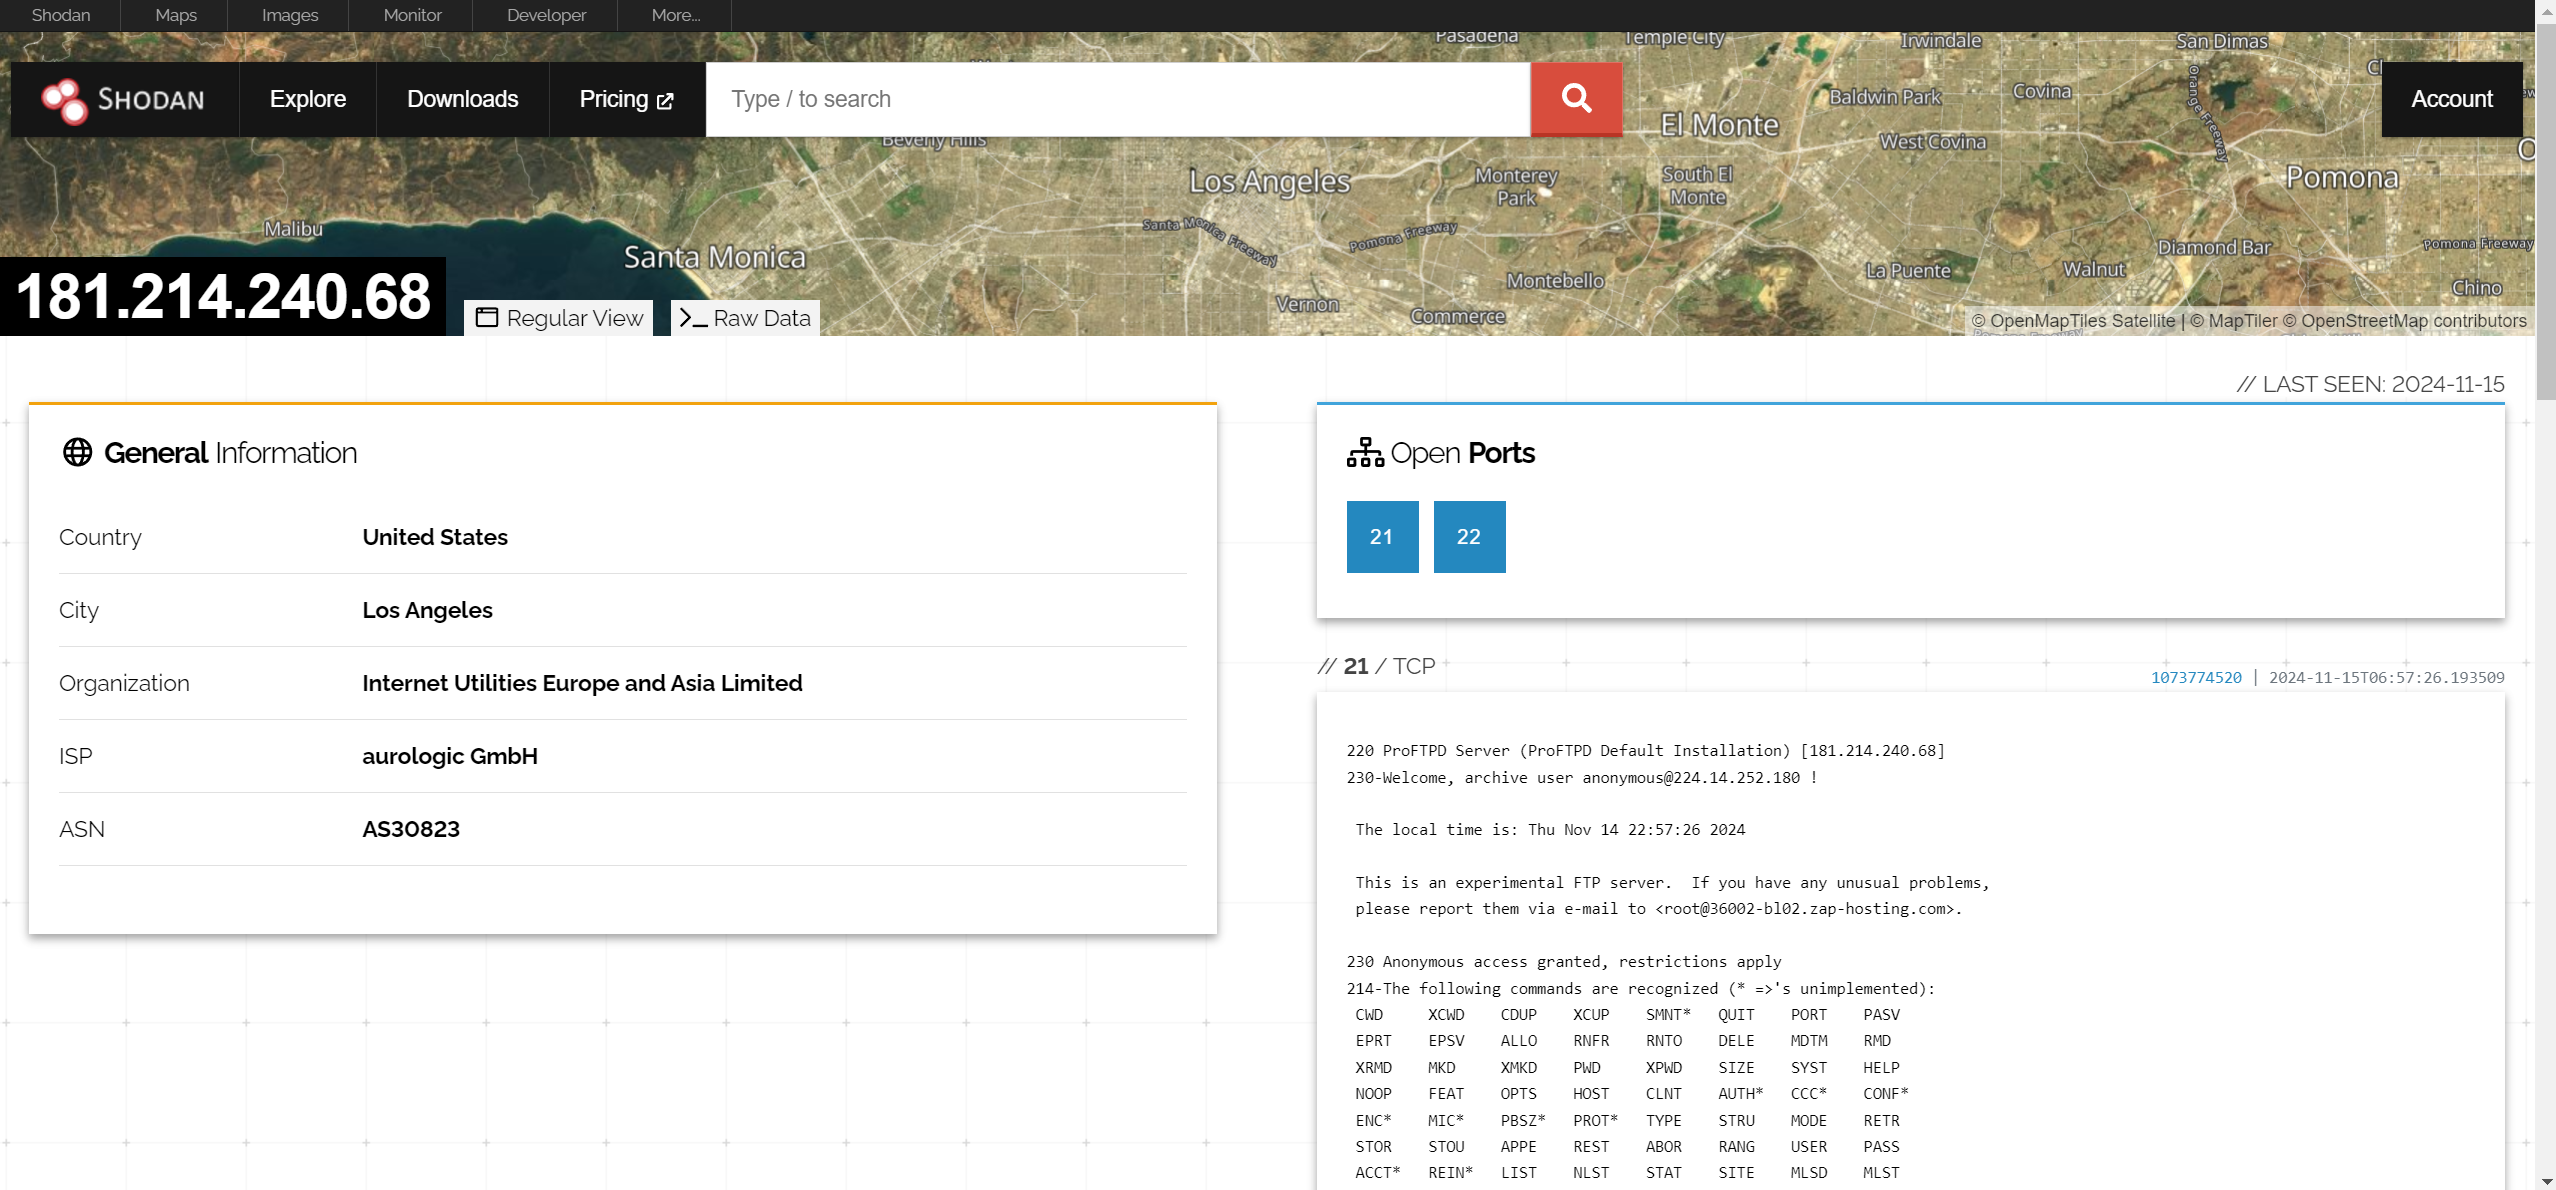 Shodan Maps Images Monitor Developer More...
Pasadena Temple City Irwindale San Dimas
SHODAN Explore Downloads Pricing Type / to search Account
Baldwin Park Covina Orange Freeway
Beverly Hills El Monte West Covina
Los Angeles Monterey Park South El Monte Pomona
Malibu Santa Monica Freeway Pomona Freeway Diamond Bar Pomona Freeway
Santa Monica Montebello La Puente Walnut
Vernon Commerce Chino
181.214.240.68 Regular View Raw Data
© OpenMapTiles Satellite | © MapTiler © OpenStreetMap contributors
// LAST SEEN: 2024-11-15
General Information
Country United States
City Los Angeles
Organization Internet Utilities Europe and Asia Limited
ISP aurologic GmbH
ASN AS30823
Open Ports
21 22
// 21 / TCP
1073774520 | 2024-11-15T06:57:26.193509
220 ProFTPD Server (ProFTPD Default Installation) [181.214.240.68]
230-Welcome, archive user anonymous@224.14.252.180 !
The local time is: Thu Nov 14 22:57:26 2024
This is an experimental FTP server.  If you have any unusual problems,
please report them via e-mail to <root@36002-bl02.zap-hosting.com>.
230 Anonymous access granted, restrictions apply
214-The following commands are recognized (* =>'s unimplemented):
CWD XCWD CDUP XCUP SMNT* QUIT PORT PASV
EPRT EPSV ALLO RNFR RNTO DELE MDTM RMD
XRMD MKD XMKD PWD XPWD SIZE SYST HELP
NOOP FEAT OPTS HOST CLNT AUTH* CCC* CONF*
ENC* MIC* PBSZ* PROT* TYPE STRU MODE RETR
STOR STOU APPE REST ABOR RANG USER PASS
ACCT* REIN* LIST NLST STAT SITE MLSD MLST